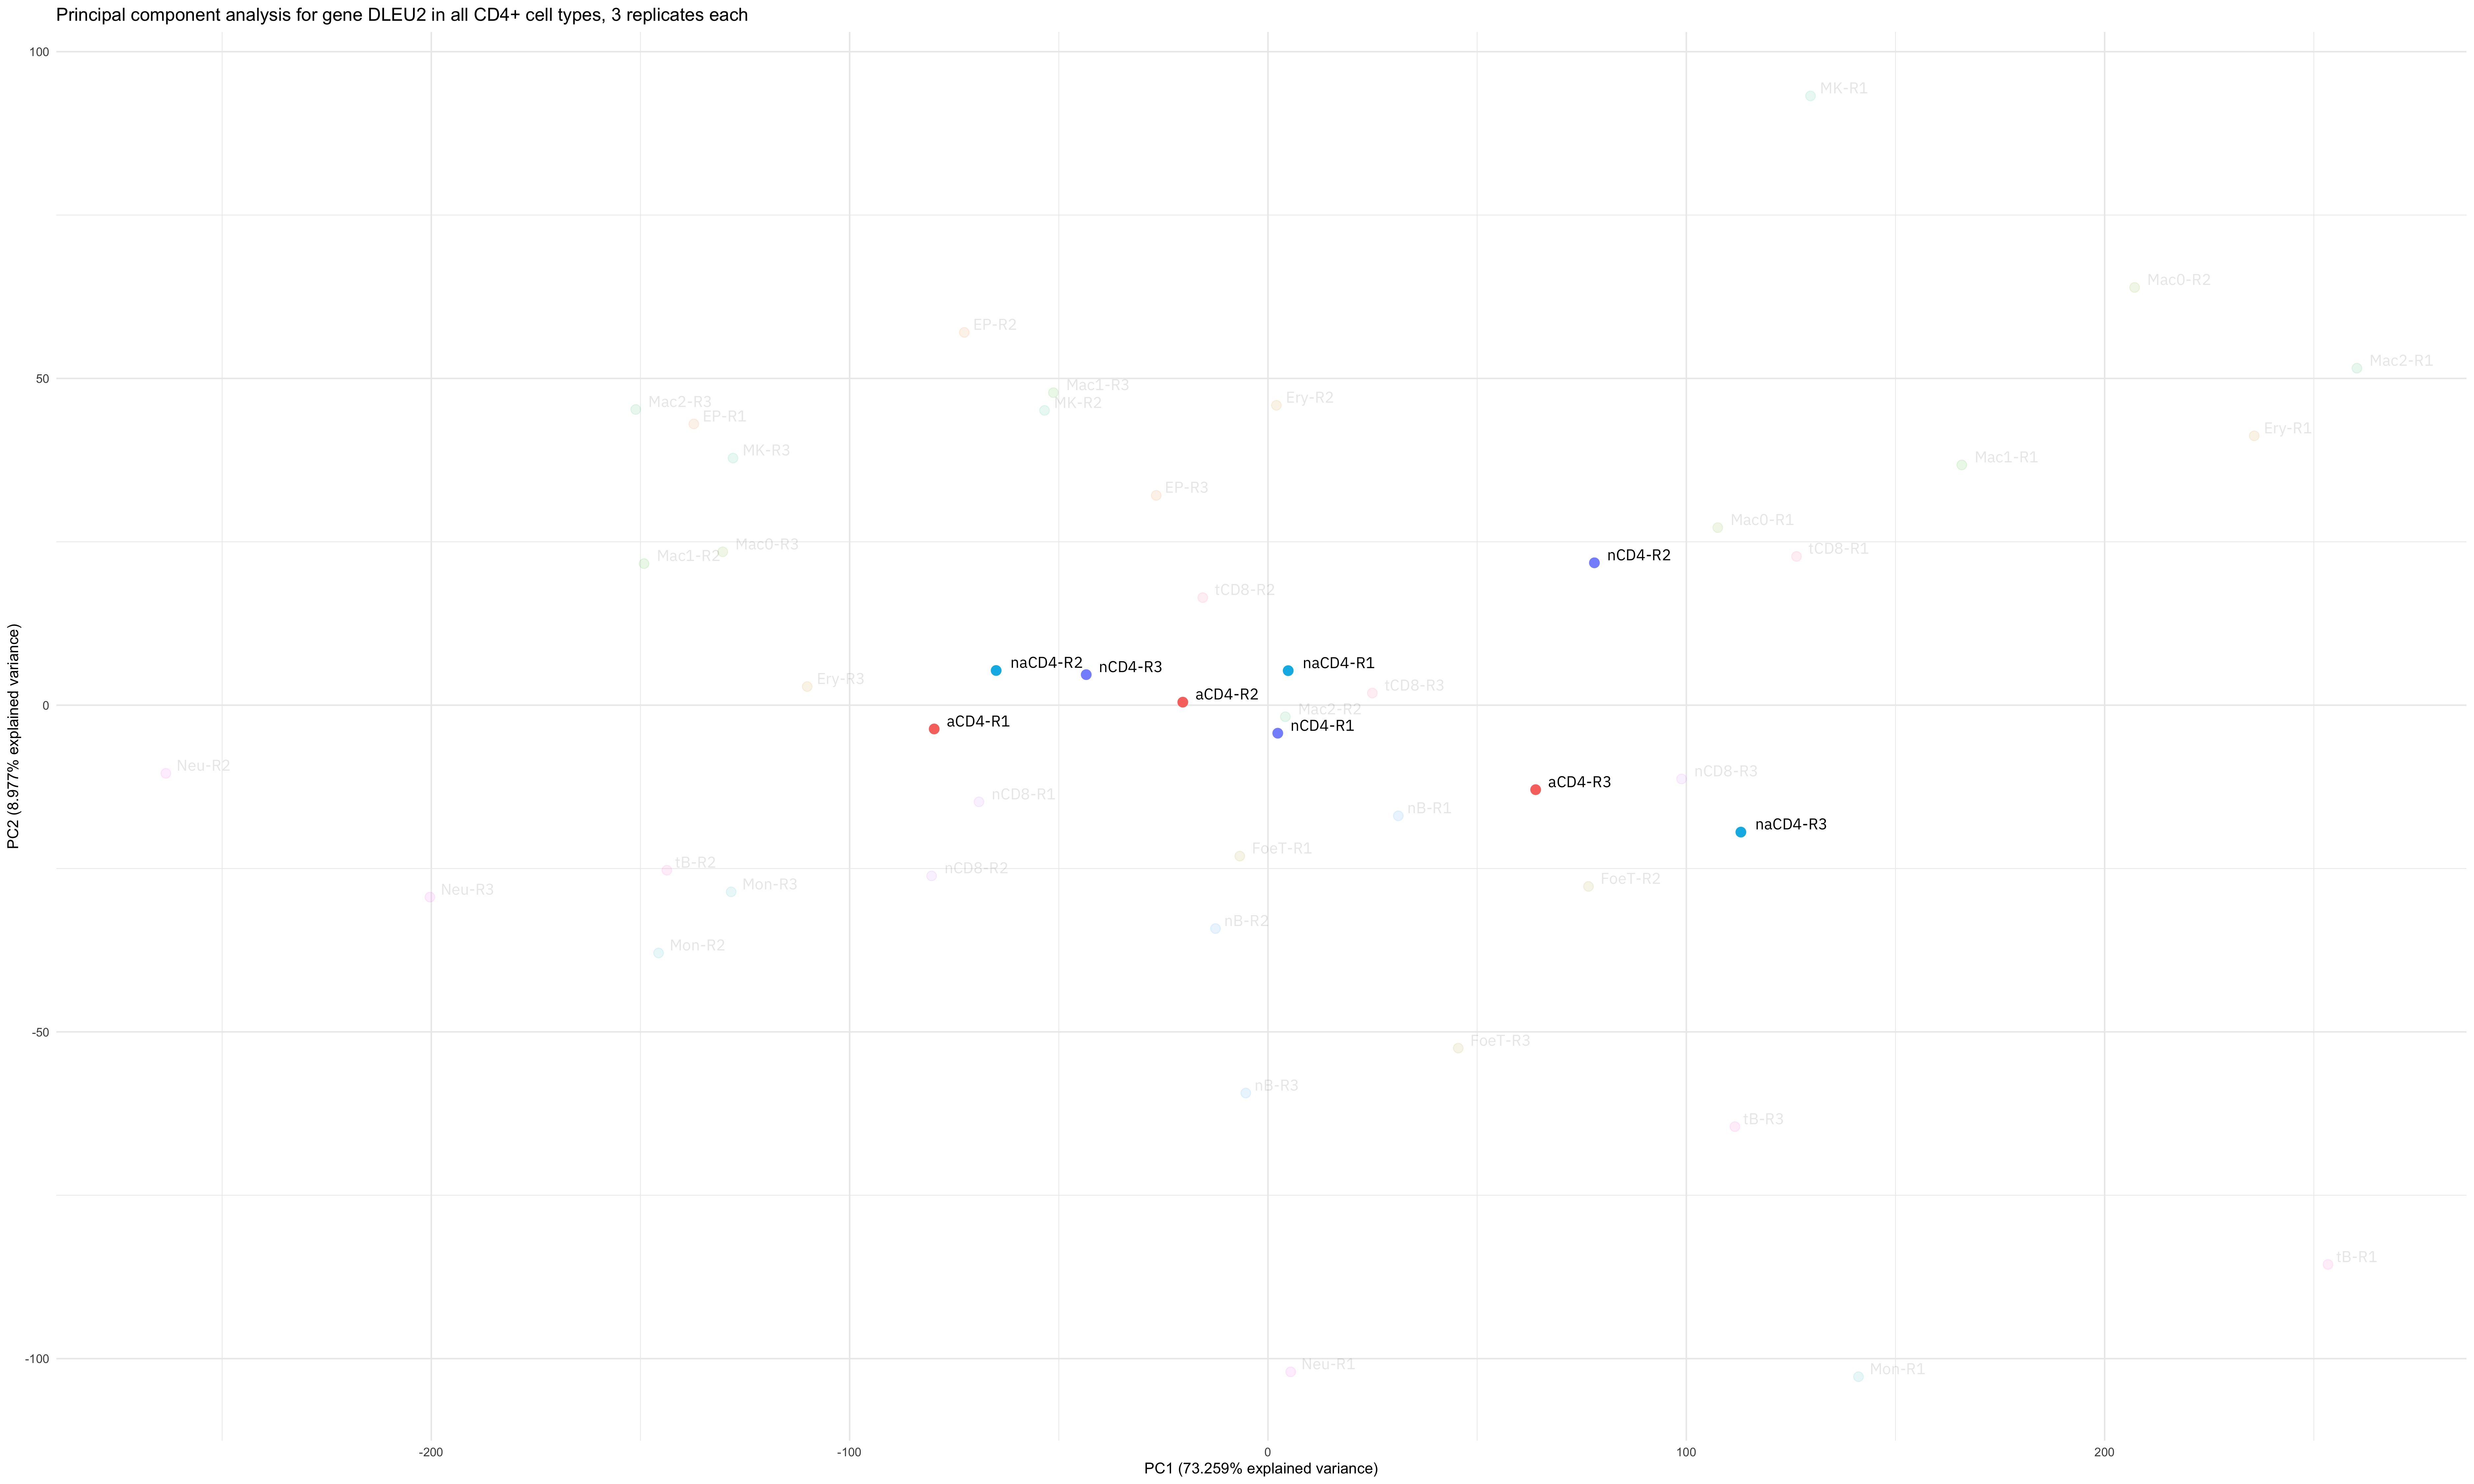 Principal component analysis for gene DLEU2 in all CD4+ cell types, 3 replicates each
100
MK-R1
Mac0-R2
EP-R2
Mac2-R1
50
Mac1-R3
Mac2-R3
MK-R2
Ery-R2
EP-R1
Ery-R1
MK-R3
Mac1-R1
EP-R3
Mac0-R1
Mac0-R3
tCD8-R1
Mac1-R2
nCD4-R2
tCD8-R2
naCD4-R2
nCD4-R3
naCD4-R1
Ery-R3
tCD8-R3
aCD4-R2
0
Mac2-R2
aCD4-R1
nCD4-R1
Neu-R2
nCD8-R3
aCD4-R3
nCD8-R1
nB-R1
naCD4-R3
FoeT-R1
tB-R2
nCD8-R2
FoeT-R2
Mon-R3
Neu-R3
nB-R2
Mon-R2
-50
FoeT-R3
nB-R3
tB-R3
tB-R1
-100
Neu-R1
Mon-R1
-200
-100
0
100
200
PC1 (73.259% explained variance)
PC2 (8.977% explained variance)